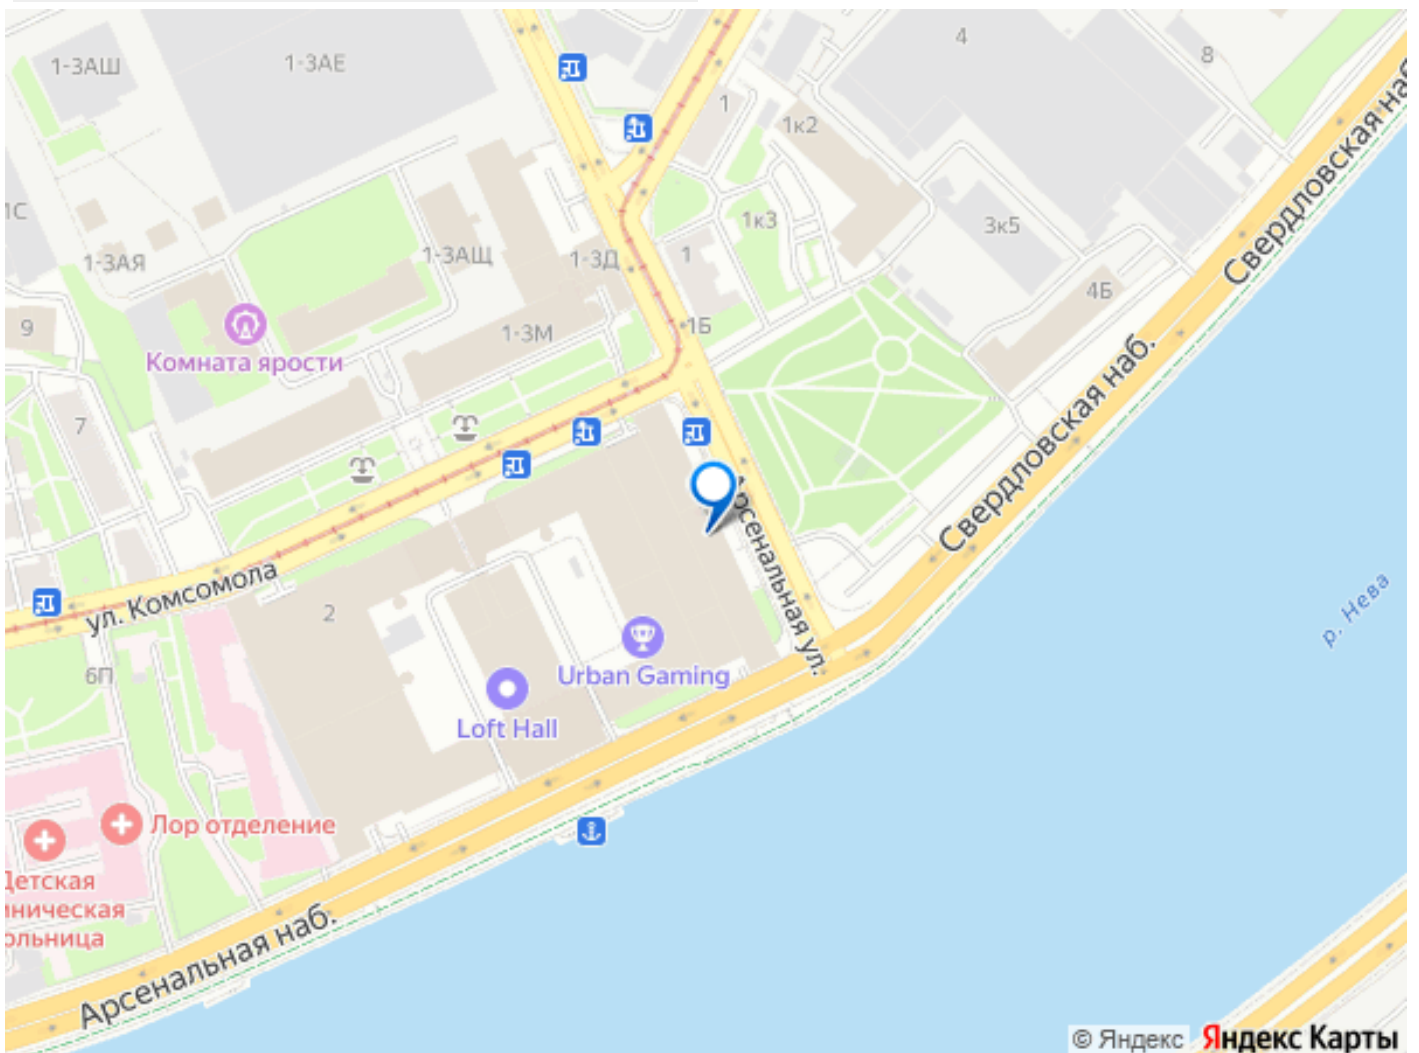 4
8
1-3АШ
1-3АЕ
1
1к2
Свердловская наб.
1С
1к3
3к5
1-3АЯ
1-3АЩ
1-3Д
1
4Б
9
1-3М
1Б
Комната ярости
7
Свердловская наб.
Арсенальная ул.
ул. Комсомола
2
р. Нева
6П
Urban Gaming
Loft Hall
Лор отделение
Детская
иническая
ольница
Арсенальная наб.
© Яндекс Яндекс Карты